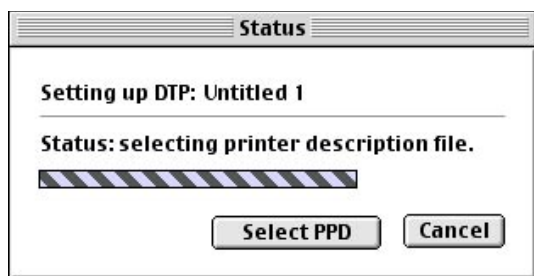 Status
Setting up DTP: Untitled 1
Status: selecting printer description file.
Select PPD Cancel